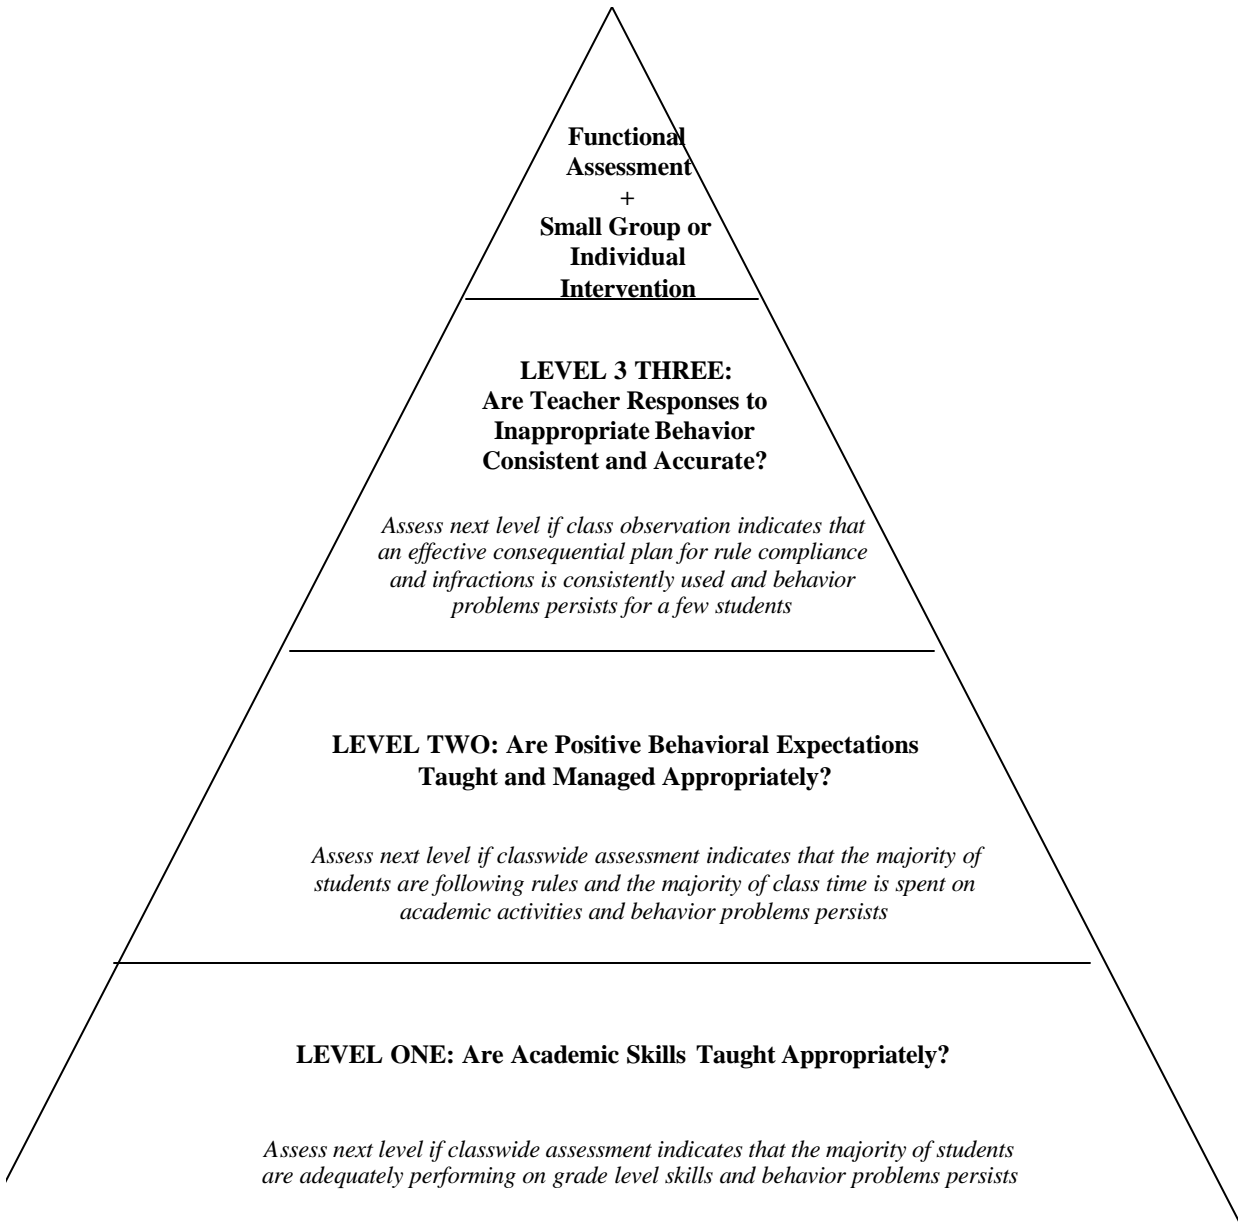 Functional
Assessment
+
Small Group or
Individual
Intervention
LEVEL 3 THREE:
Are Teacher Responses to
Inappropriate Behavior
Consistent and Accurate?
Assess next level if class observation indicates that
an effective consequential plan for rule compliance
and infractions is consistently used and behavior
problems persists for a few students
LEVEL TWO: Are Positive Behavioral Expectations
Taught and Managed Appropriately?
Assess next level if classwide assessment indicates that the majority of
students are following rules and the majority of class time is spent on
academic activities and behavior problems persists
LEVEL ONE: Are Academic Skills Taught Appropriately?
Assess next level if classwide assessment indicates that the majority of students
are adequately performing on grade level skills and behavior problems persists